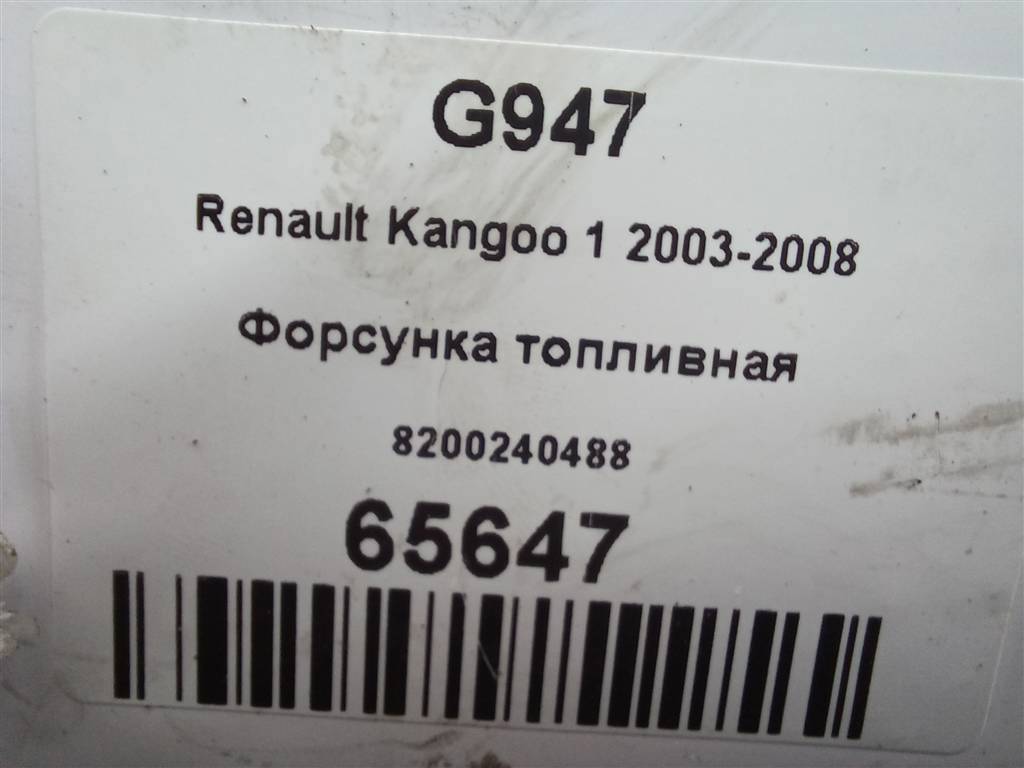 G947
Renault Kangoo 1 2003-2008
Форсунка топливная
8200240488
65647